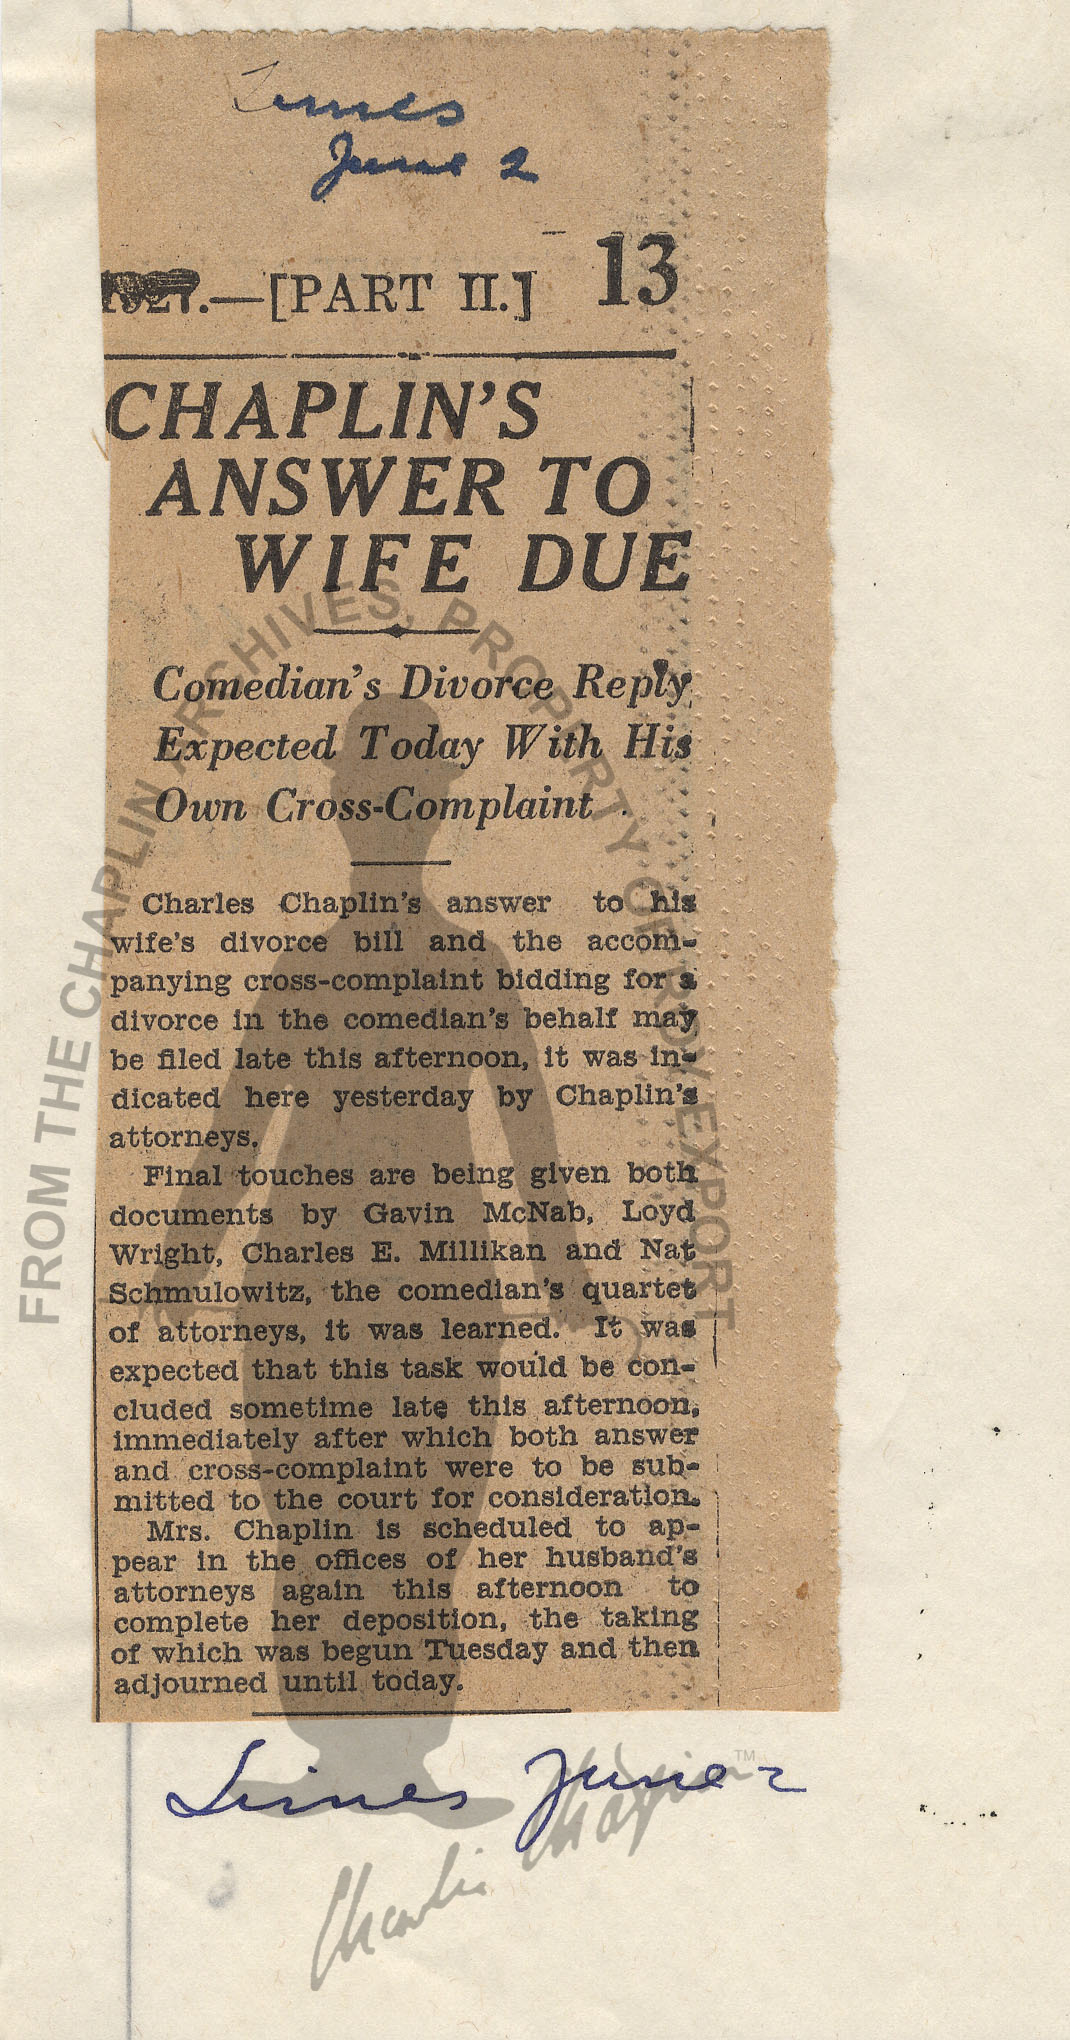 Times
June 2
1927.—[PART II.] 13
CHAPLIN'S
ANSWER TO
WIFE DUE
Comedian's Divorce Reply
Expected Today With His
Own Cross-Complaint
Charles Chaplin's answer to his
wife's divorce bill and the accom-
panying cross-complaint bidding for a
divorce in the comedian's behalf may
be filed late this afternoon, it was in-
dicated here yesterday by Chaplin's
attorneys.
Final touches are being given both
documents by Gavin McNab, Loyd
Wright, Charles E. Millikan and Nat
Schmulowitz, the comedian's quartet
of attorneys, it was learned. It was
expected that this task would be con-
cluded sometime late this afternoon,
immediately after which both answer
and cross-complaint were to be sub-
mitted to the court for consideration.
Mrs. Chaplin is scheduled to ap-
pear in the offices of her husband's
attorneys again this afternoon to
complete her deposition, the taking
of which was begun Tuesday and then
adjourned until today.
Times June 2
FROM THE CHAPLIN ARCHIVES, PROPERTY OF ROY EXPORT
Charlie Chaplin TM